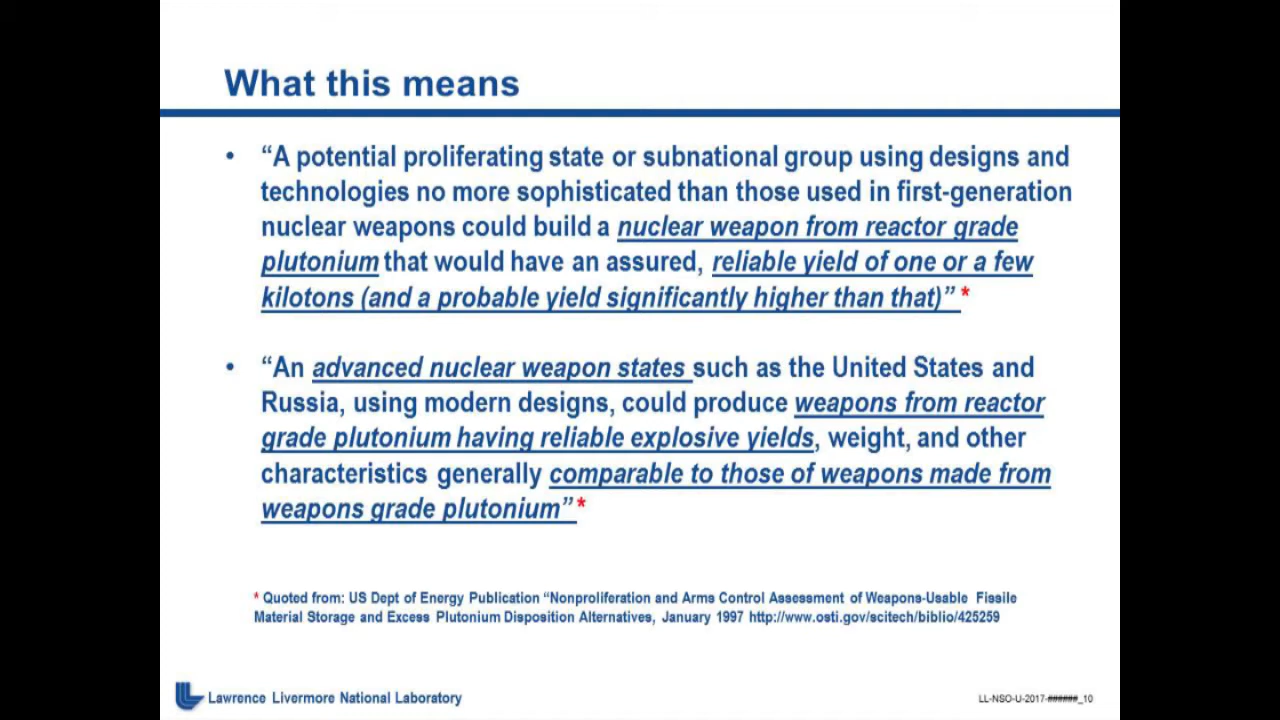 What this means
• “A potential proliferating state or subnational group using designs and
technologies no more sophisticated than those used in first-generation
nuclear weapons could build a nuclear weapon from reactor grade
plutonium that would have an assured, reliable yield of one or a few
kilotons (and a probable yield significantly higher than that)” *
• “An advanced nuclear weapon states such as the United States and
Russia, using modern designs, could produce weapons from reactor
grade plutonium having reliable explosive yields, weight, and other
characteristics generally comparable to those of weapons made from
weapons grade plutonium” *
* Quoted from: US Dept of Energy Publication “Nonproliferation and Arms Control Assessment of Weapons-Usable Fissile
Material Storage and Excess Plutonium Disposition Alternatives, January 1997 http://www.osti.gov/scitech/biblio/425259
Lawrence Livermore National Laboratory
LL-NSO-U-2017-######_10